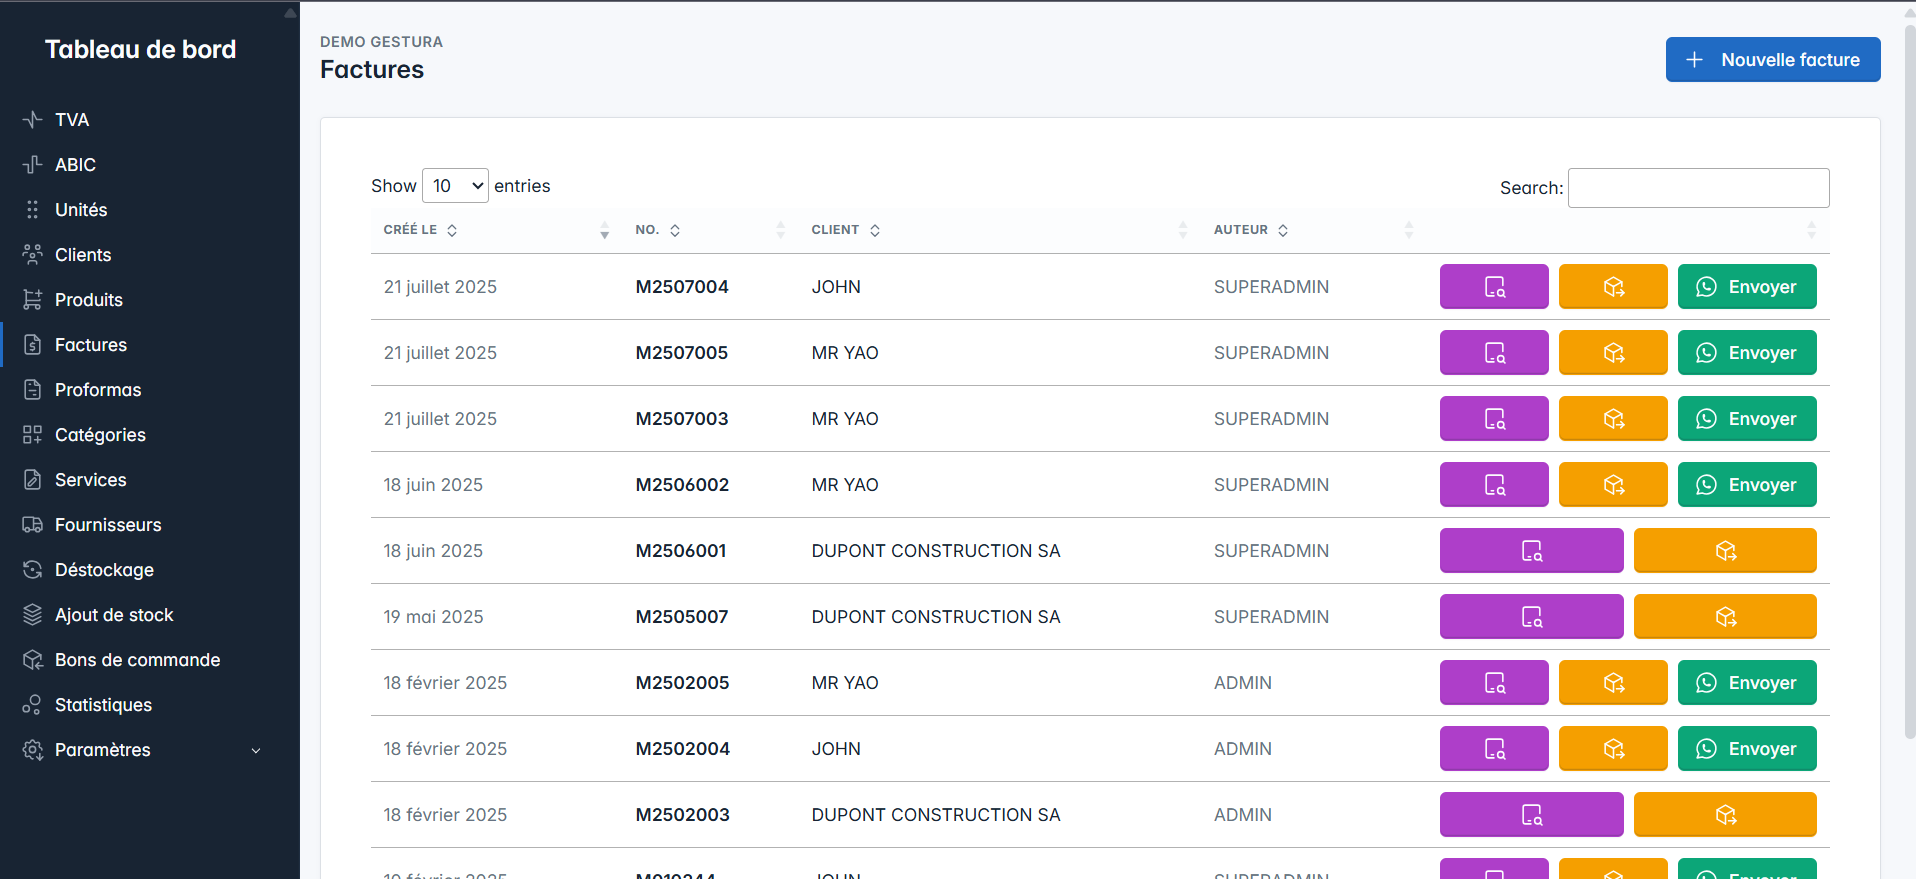 Tableau de bord
TVA
ABIC
Unités
Clients
Produits
Factures
Proformas
Catégories
Services
Fournisseurs
Déstockage
Ajout de stock
Bons de commande
Statistiques
Paramètres
DEMO GESTURA
Factures
Nouvelle facture
Show 10 entries
Search:
CRÉÉ LE NO. CLIENT AUTEUR
21 juillet 2025 M2507004 JOHN SUPERADMIN Envoyer
21 juillet 2025 M2507005 MR YAO SUPERADMIN Envoyer
21 juillet 2025 M2507003 MR YAO SUPERADMIN Envoyer
18 juin 2025 M2506002 MR YAO SUPERADMIN Envoyer
18 juin 2025 M2506001 DUPONT CONSTRUCTION SA SUPERADMIN
19 mai 2025 M2505007 DUPONT CONSTRUCTION SA SUPERADMIN
18 février 2025 M2502005 MR YAO ADMIN Envoyer
18 février 2025 M2502004 JOHN ADMIN Envoyer
18 février 2025 M2502003 DUPONT CONSTRUCTION SA ADMIN
JOHN SUPERADMIN Envoyer